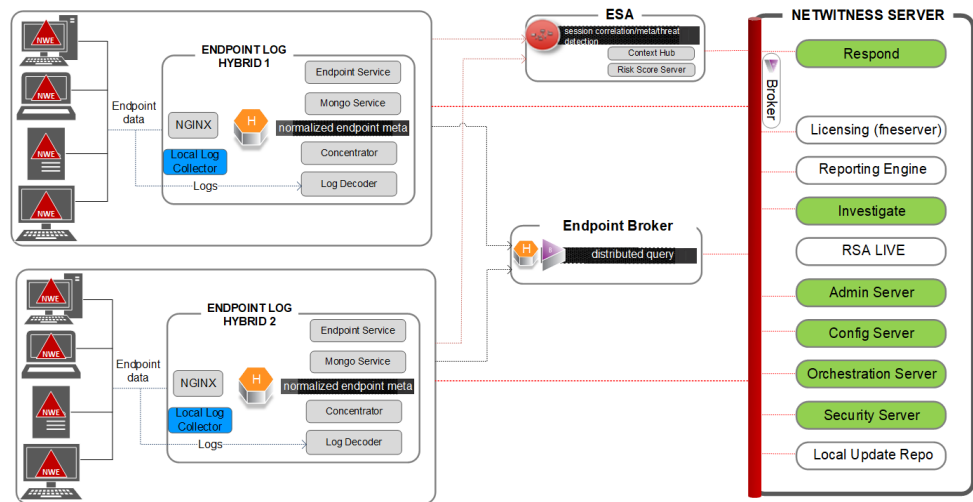 NWE
NWE
NWE
NWE
Endpoint
data
ENDPOINT LOG
HYBRID 1
NGINX
H
Local Log
Collector
Logs
Endpoint Service
Mongo Service
normalized endpoint meta
Concentrator
Log Decoder
NWE
NWE
NWE
NWE
Endpoint
data
ENDPOINT LOG
HYBRID 2
NGINX
H
Local Log
Collector
Logs
Endpoint Service
Mongo Service
normalized endpoint meta
Concentrator
Log Decoder
ESA
session correlation/meta/threat
detection
Context Hub
Risk Score Server
Endpoint Broker
H
distributed query
NETWITNESS SERVER
Broker
Respond
Licensing (fneserver)
Reporting Engine
Investigate
RSA LIVE
Admin Server
Config Server
Orchestration Server
Security Server
Local Update Repo